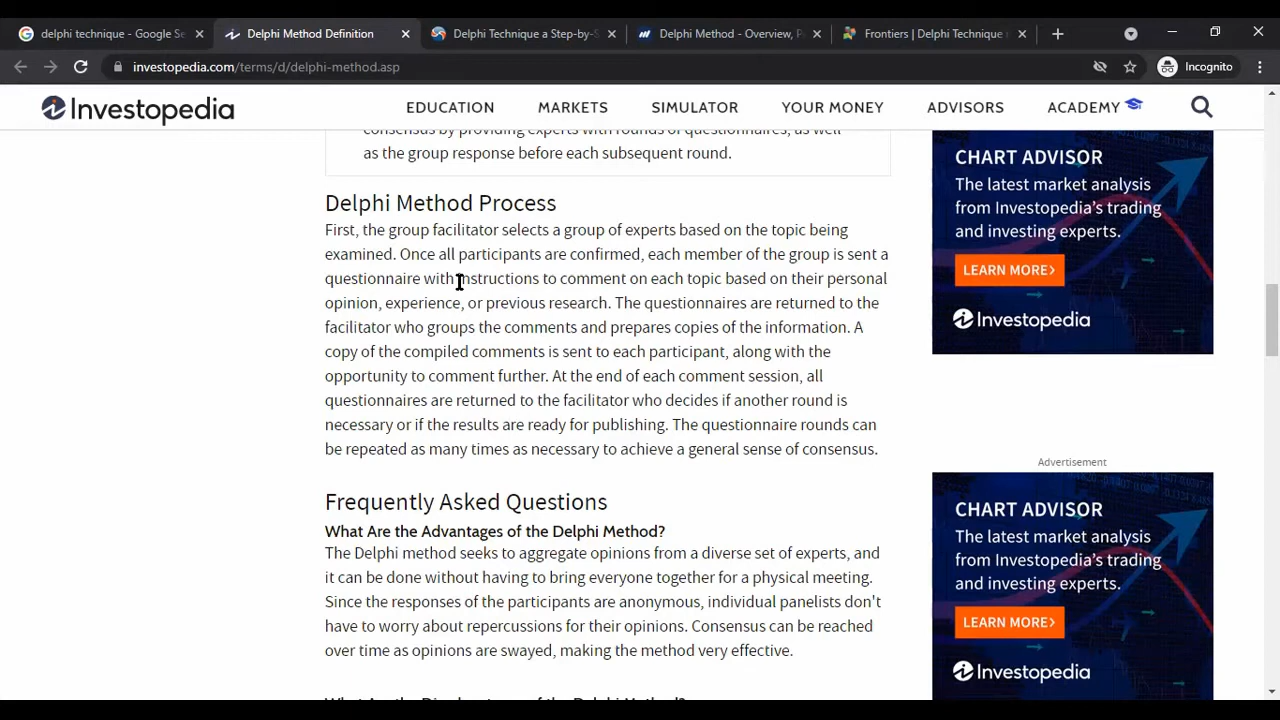 delphi technique - Google Se
Delphi Method Definition
Delphi Technique a Step-by-S
Delphi Method - Overview, P
Frontiers | Delphi Technique
investopedia.com/terms/d/delphi-method.asp
Incognito
Investopedia
EDUCATION
MARKETS
SIMULATOR
YOUR MONEY
ADVISORS
ACADEMY
consensus by providing experts with rounds of questionnaires, as well
as the group response before each subsequent round.
Delphi Method Process
First, the group facilitator selects a group of experts based on the topic being
examined. Once all participants are confirmed, each member of the group is sent a
questionnaire with instructions to comment on each topic based on their personal
opinion, experience, or previous research. The questionnaires are returned to the
facilitator who groups the comments and prepares copies of the information. A
copy of the compiled comments is sent to each participant, along with the
opportunity to comment further. At the end of each comment session, all
questionnaires are returned to the facilitator who decides if another round is
necessary or if the results are ready for publishing. The questionnaire rounds can
be repeated as many times as necessary to achieve a general sense of consensus.
Frequently Asked Questions
What Are the Advantages of the Delphi Method?
The Delphi method seeks to aggregate opinions from a diverse set of experts, and
it can be done without having to bring everyone together for a physical meeting.
Since the responses of the participants are anonymous, individual panelists don't
have to worry about repercussions for their opinions. Consensus can be reached
over time as opinions are swayed, making the method very effective.
CHART ADVISOR
The latest market analysis
from Investopedia's trading
and investing experts.
LEARN MORE>
Investopedia
Advertisement
CHART ADVISOR
The latest market analysis
from Investopedia's trading
and investing experts.
LEARN MORE>
Investopedia